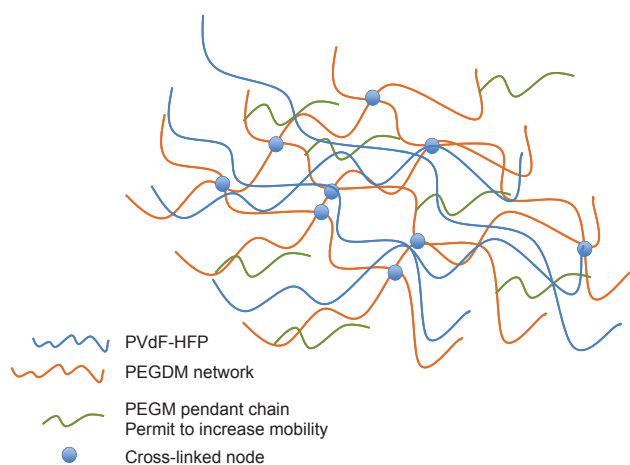 PVdF-HFP
PEGDM network
PEGM pendant chain
Permit to increase mobility
Cross-linked node